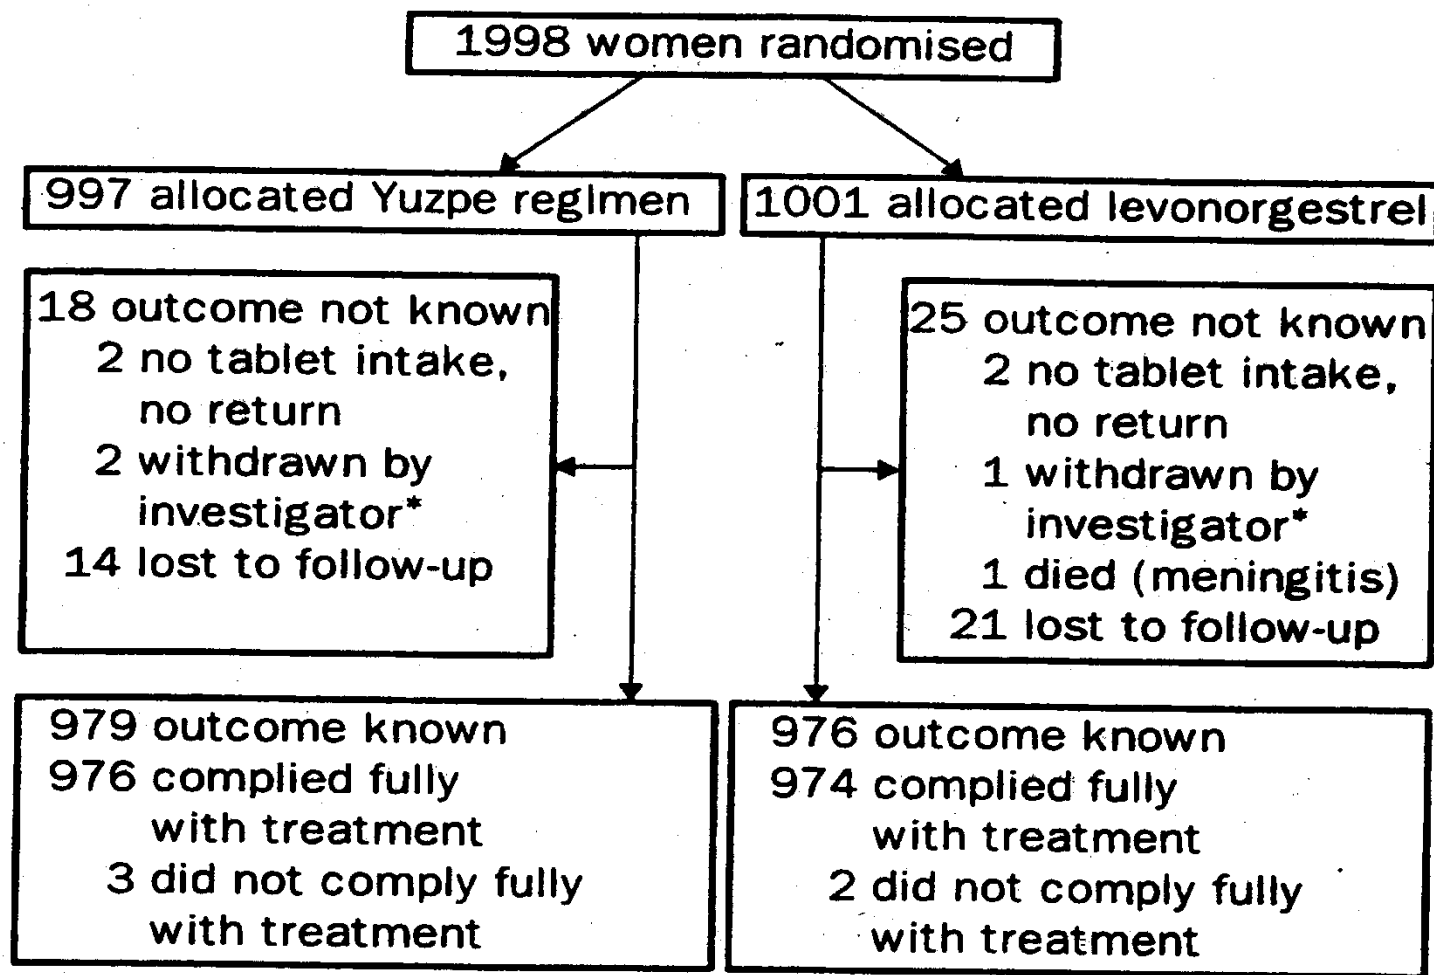 1998 women randomised
997 allocated Yuzpe regimen
1001 allocated levonorgestrel
18 outcome not known
2 no tablet intake,
no return
2 withdrawn by
investigator*
14 lost to follow-up
25 outcome not known
2 no tablet intake,
no return
1 withdrawn by
investigator*
1 died (meningitis)
21 lost to follow-up
979 outcome known
976 complied fully
with treatment
3 did not comply fully
with treatment
976 outcome known
974 complied fully
with treatment
2 did not comply fully
with treatment